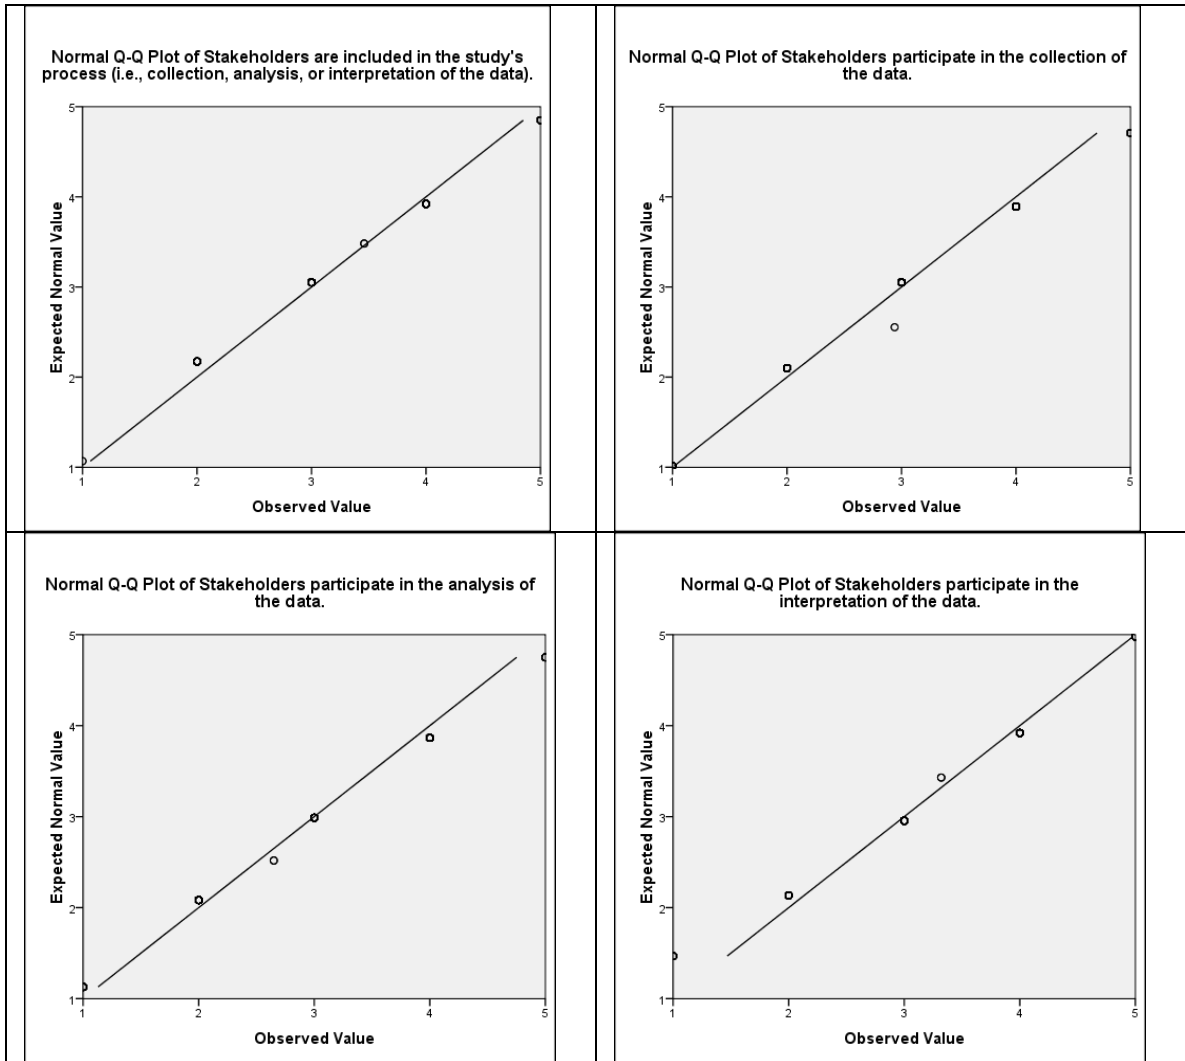 Normal Q-Q Plot of Stakeholders are included in the study's
process (i.e., collection, analysis, or interpretation of the data).
5
4
3
2
1
Expected Normal Value
1 2 3 4 5
Observed Value
Normal Q-Q Plot of Stakeholders participate in the collection of
the data.
5
4
3
2
1
Expected Normal Value
1 2 3 4 5
Observed Value
Normal Q-Q Plot of Stakeholders participate in the analysis of
the data.
5
4
3
2
1
Expected Normal Value
1 2 3 4 5
Observed Value
Normal Q-Q Plot of Stakeholders participate in the
interpretation of the data.
5
4
3
2
1
Expected Normal Value
1 2 3 4 5
Observed Value